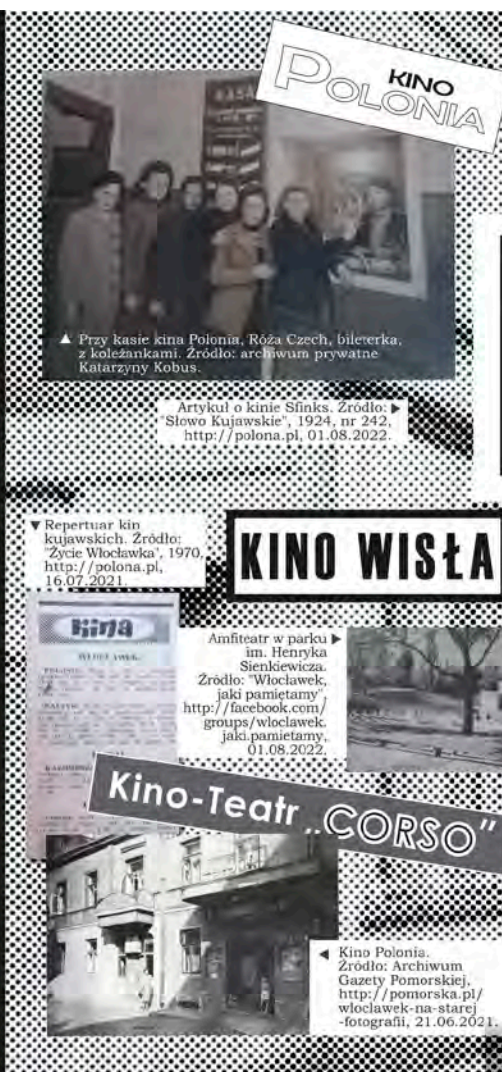 KINO
POLONIA
KASA
▲ Przy kasie kina Polonia, Róża Czech, bileterka,
z koleżankami. Źródło: archiwum prywatne
Katarzyny Kobus.
Artykuł o kinie Sfinks. Źródło: ▶
"Słowo Kujawskie", 1924, nr 242,
http://polona.pl, 01.08.2022.
▼ Repertuar kin
kujawskich. Źródło:
"Życie Włocławka", 1970,
http://polona.pl,
16.07.2021.
KINO WISŁA
kina
WŁOCŁAWEK
Amfiteatr w parku ▶
im. Henryka
Sienkiewicza.
Źródło: "Włocławek,
jaki pamiętamy",
http://facebook.com/
groups/wloclawek.
jaki.pamietamy,
01.08.2022.
Kino-Teatr „CORSO”
◀ Kino Polonia.
Źródło: Archiwum
Gazety Pomorskiej,
http://pomorska.pl/
wloclawek-na-starej
-fotografii, 21.06.2021.